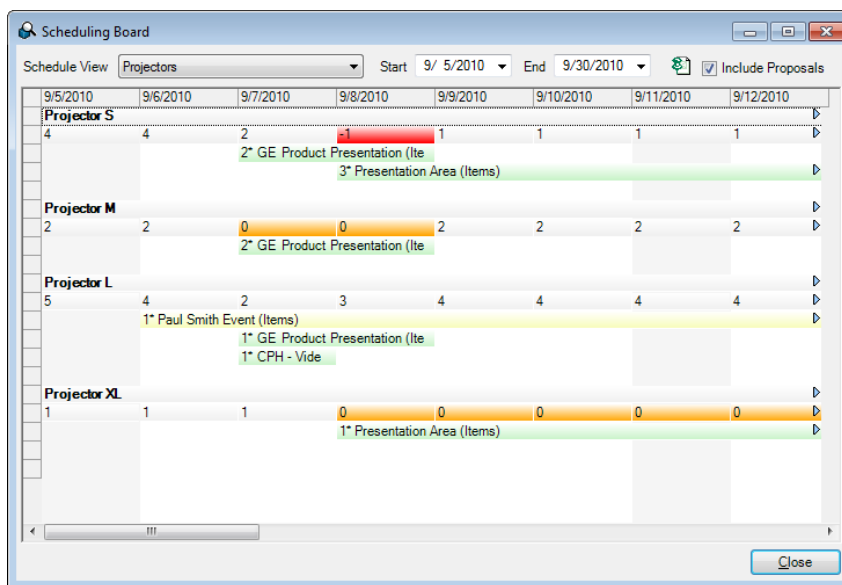 Scheduling Board
Schedule View Projectors Start 9/ 5/2010 End 9/30/2010 Include Proposals
9/5/2010 9/6/2010 9/7/2010 9/8/2010 9/9/2010 9/10/2010 9/11/2010 9/12/2010
Projector S
4 4 2 -1 1 1 1 1
2* GE Product Presentation (Ite
3* Presentation Area (Items)
Projector M
2 2 0 0 2 2 2 2
2* GE Product Presentation (Ite
Projector L
5 4 2 3 4 4 4 4
1* Paul Smith Event (Items)
1* GE Product Presentation (Ite
1* CPH - Vide
Projector XL
1 1 1 0 0 0 0 0
1* Presentation Area (Items)
Close